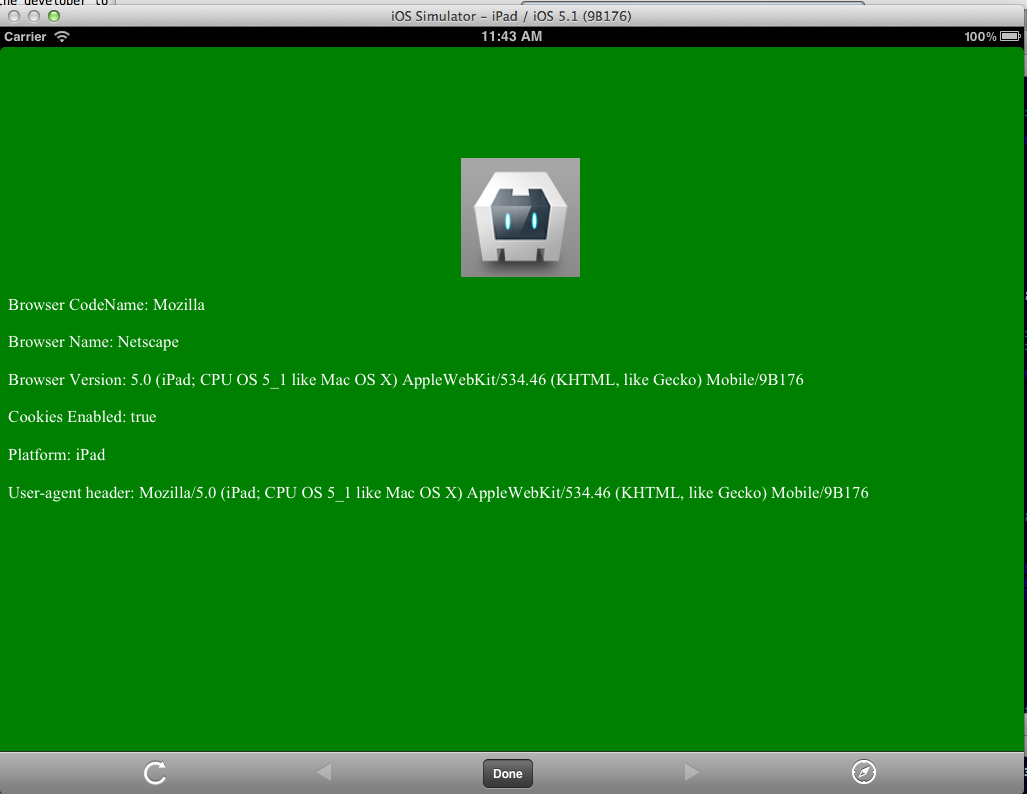 the developer to
iOS Simulator - iPad / iOS 5.1 (9B176)
Carrier 11:43 AM 100%
Browser CodeName: Mozilla
Browser Name: Netscape
Browser Version: 5.0 (iPad; CPU OS 5_1 like Mac OS X) AppleWebKit/534.46 (KHTML, like Gecko) Mobile/9B176
Cookies Enabled: true
Platform: iPad
User-agent header: Mozilla/5.0 (iPad; CPU OS 5_1 like Mac OS X) AppleWebKit/534.46 (KHTML, like Gecko) Mobile/9B176
Done